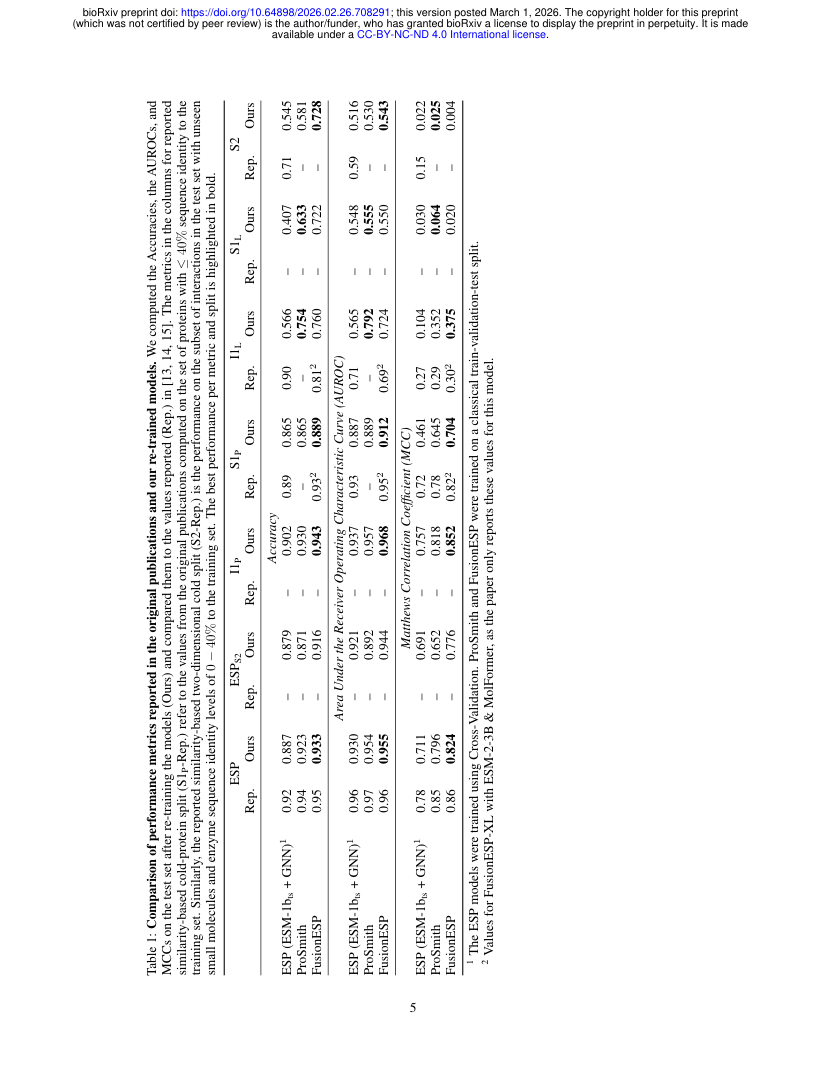 bioRxiv preprint doi: https://doi.org/10.64898/2026.02.26.708291; this version posted March 1, 2026. The copyright holder for this preprint
(which was not certified by peer review) is the author/funder, who has granted bioRxiv a license to display the preprint in perpetuity. It is made
available under a CC-BY-NC-ND 4.0 International license.
Table 1: Comparison of performance metrics reported in the original publications and our re-trained models. We computed the Accuracies, the AUROCs, and
MCCs on the test set after re-training the models (Ours) and compared them to the values reported (Rep.) in [13, 14, 15]. The metrics in the columns for reported
similarity-based cold-protein split (S1P-Rep.) refer to the values from the original publications computed on the set of proteins with ≤ 40% sequence identity to the
training set. Similarly, the reported similarity-based two-dimensional cold split (S2-Rep.) is the performance on the subset of interactions in the test set with unseen
small molecules and enzyme sequence identity levels of 0 − 40% to the training set. The best performance per metric and split is highlighted in bold.
ESP ESPS2 I1P S1P I1L S1L S2
Rep. Ours Rep. Ours Rep. Ours Rep. Ours Rep. Ours Rep. Ours Rep. Ours
Accuracy
ESP (ESM-1bts + GNN)1 0.92 0.887 – 0.879 – 0.902 0.89 0.865 0.90 0.566 – 0.407 0.71 0.545
ProSmith 0.94 0.923 – 0.871 – 0.930 – 0.865 – 0.754 – 0.633 – 0.581
FusionESP 0.95 0.933 – 0.916 – 0.943 0.932 0.889 0.812 0.760 – 0.722 – 0.728
Area Under the Receiver Operating Characteristic Curve (AUROC)
ESP (ESM-1bts + GNN)1 0.96 0.930 – 0.921 – 0.937 0.93 0.887 0.71 0.565 – 0.548 0.59 0.516
ProSmith 0.97 0.954 – 0.892 – 0.957 – 0.889 – 0.792 – 0.555 – 0.530
FusionESP 0.96 0.955 – 0.944 – 0.968 0.952 0.912 0.692 0.724 – 0.550 – 0.543
Matthews Correlation Coefficient (MCC)
ESP (ESM-1bts + GNN)1 0.78 0.711 – 0.691 – 0.757 0.72 0.461 0.27 0.104 – 0.030 0.15 0.022
ProSmith 0.85 0.796 – 0.652 – 0.818 0.78 0.645 0.29 0.352 – 0.064 – 0.025
FusionESP 0.86 0.824 – 0.776 – 0.852 0.822 0.704 0.302 0.375 – 0.020 – 0.004
1 The ESP models were trained using Cross-Validation. ProSmith and FusionESP were trained on a classical train-validation-test split.
2 Values for FusionESP-XL with ESM-2-3B & MolFormer, as the paper only reports these values for this model.
5